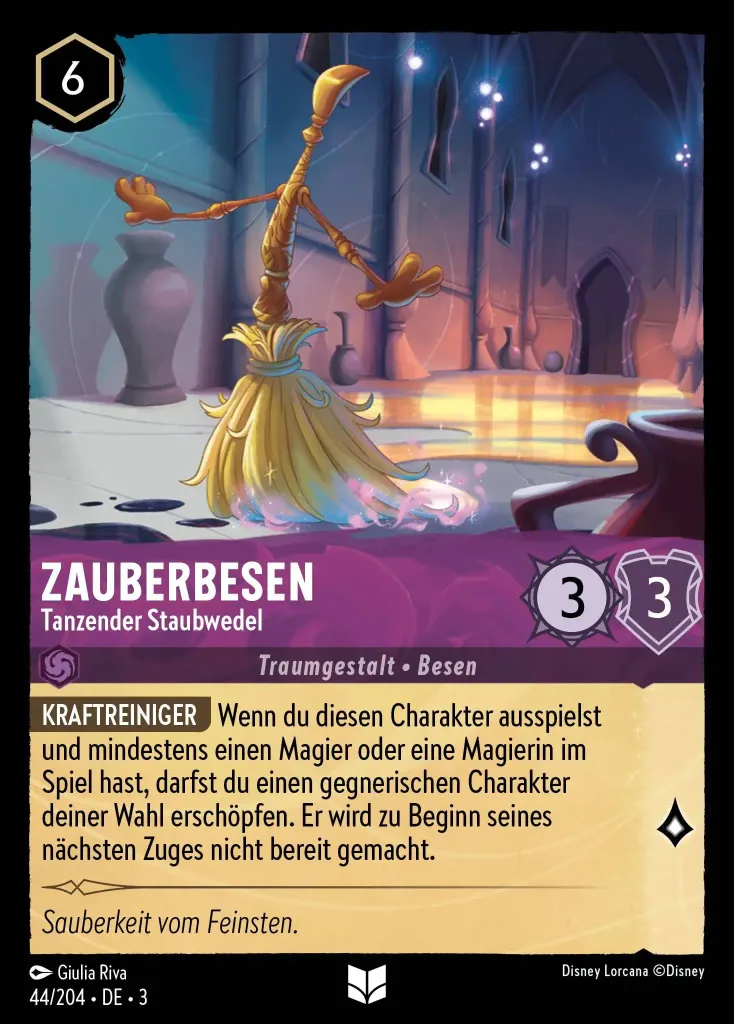 6
ZAUBERBESEN
Tanzender Staubwedel
3
3
Traumgestalt • Besen
KRAFTREINIGER Wenn du diesen Charakter ausspielst
und mindestens einen Magier oder eine Magierin im
Spiel hast, darfst du einen gegnerischen Charakter
deiner Wahl erschöpfen. Er wird zu Beginn seines
nächsten Zuges nicht bereit gemacht.
Sauberkeit vom Feinsten.
Giulia Riva
Disney Lorcana ©Disney
44/204 • DE • 3